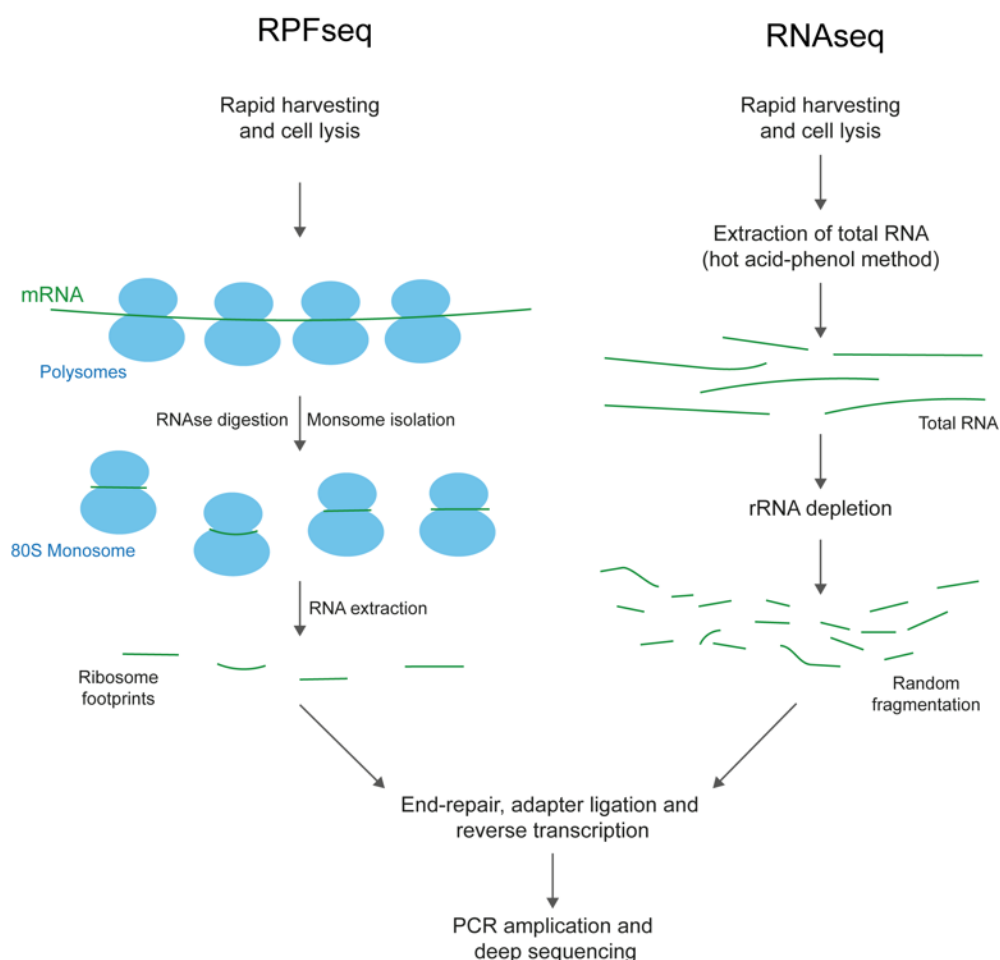 RPFseq
Rapid harvesting
and cell lysis
mRNA
Polysomes
RNAse digestion
Monsome isolation
80S Monosome
RNA extraction
Ribosome
footprints
RNAseq
Rapid harvesting
and cell lysis
Extraction of total RNA
(hot acid-phenol method)
Total RNA
rRNA depletion
Random
fragmentation
End-repair, adapter ligation and
reverse transcription
PCR amplication and
deep sequencing